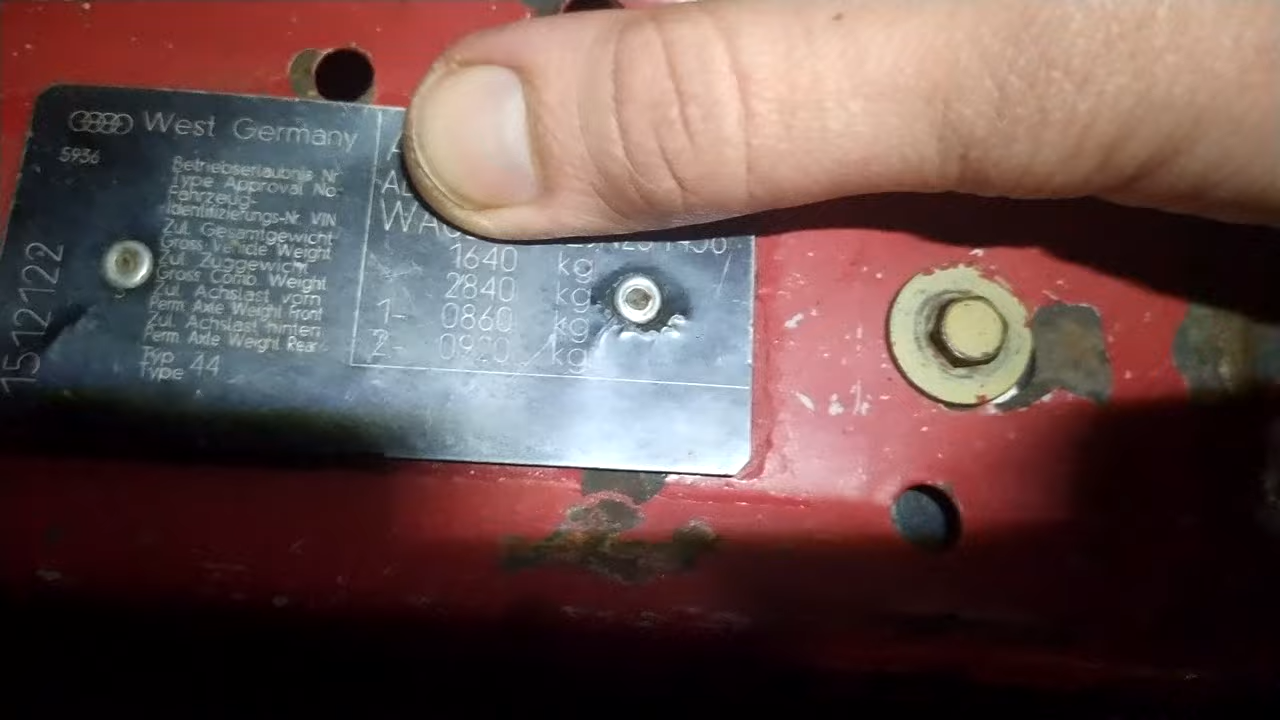 West Germany
5936
Betriebserlaubnis Nr.
Type Approval No.
Fahrzeug-
Identifizierungs-Nr. VIN
Zul. Gesamtgewicht
Gross Vehicle Weight
Zul. Zuggewicht
Gross Comb. Weight
Zul. Achslast vorn
Perm. Axle Weight Front
Zul. Achslast hinten
Perm. Axle Weight Rear
Typ
Type 44
1640 kg
2840 kg
1- 0860 kg
2- 0920 kg
1512122